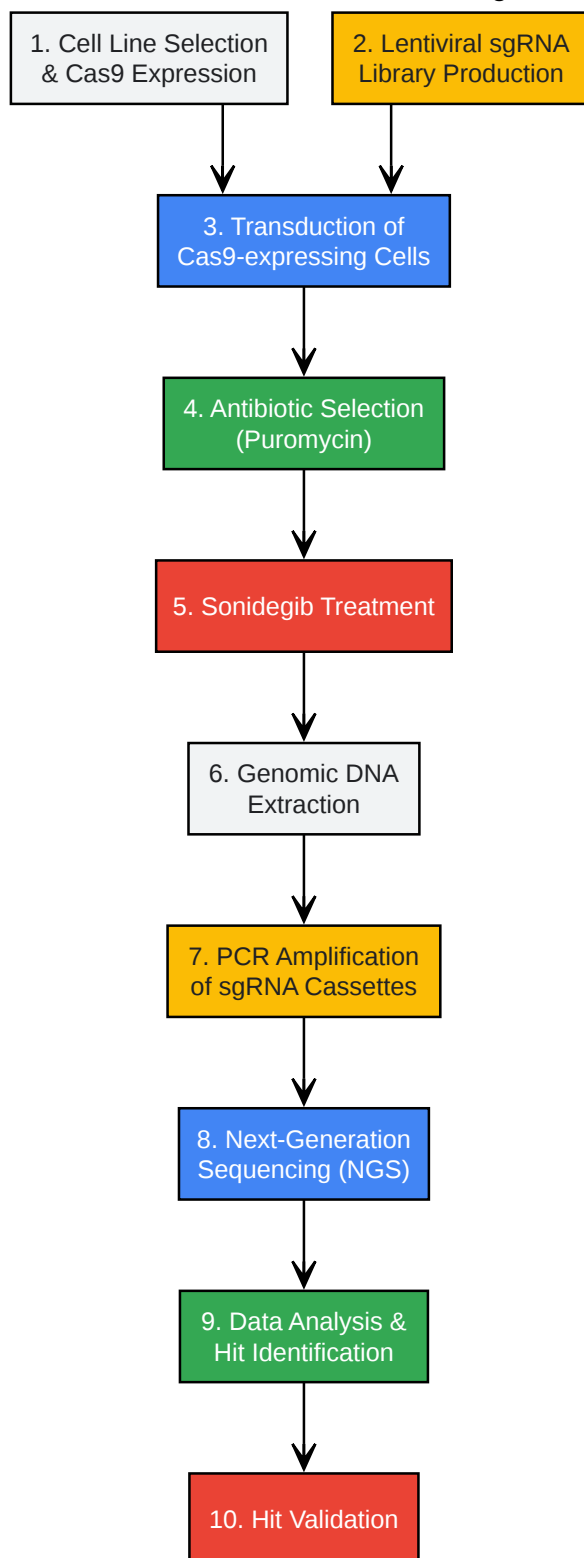 1. Cell Line Selection
& Cas9 Expression
2. Lentiviral sgRNA
Library Production
3. Transduction of
Cas9-expressing Cells
4. Antibiotic Selection
(Puromycin)
5. Sonidegib Treatment
6. Genomic DNA
Extraction
7. PCR Amplification
of sgRNA Cassettes
8. Next-Generation
Sequencing (NGS)
9. Data Analysis &
Hit Identification
10. Hit Validation